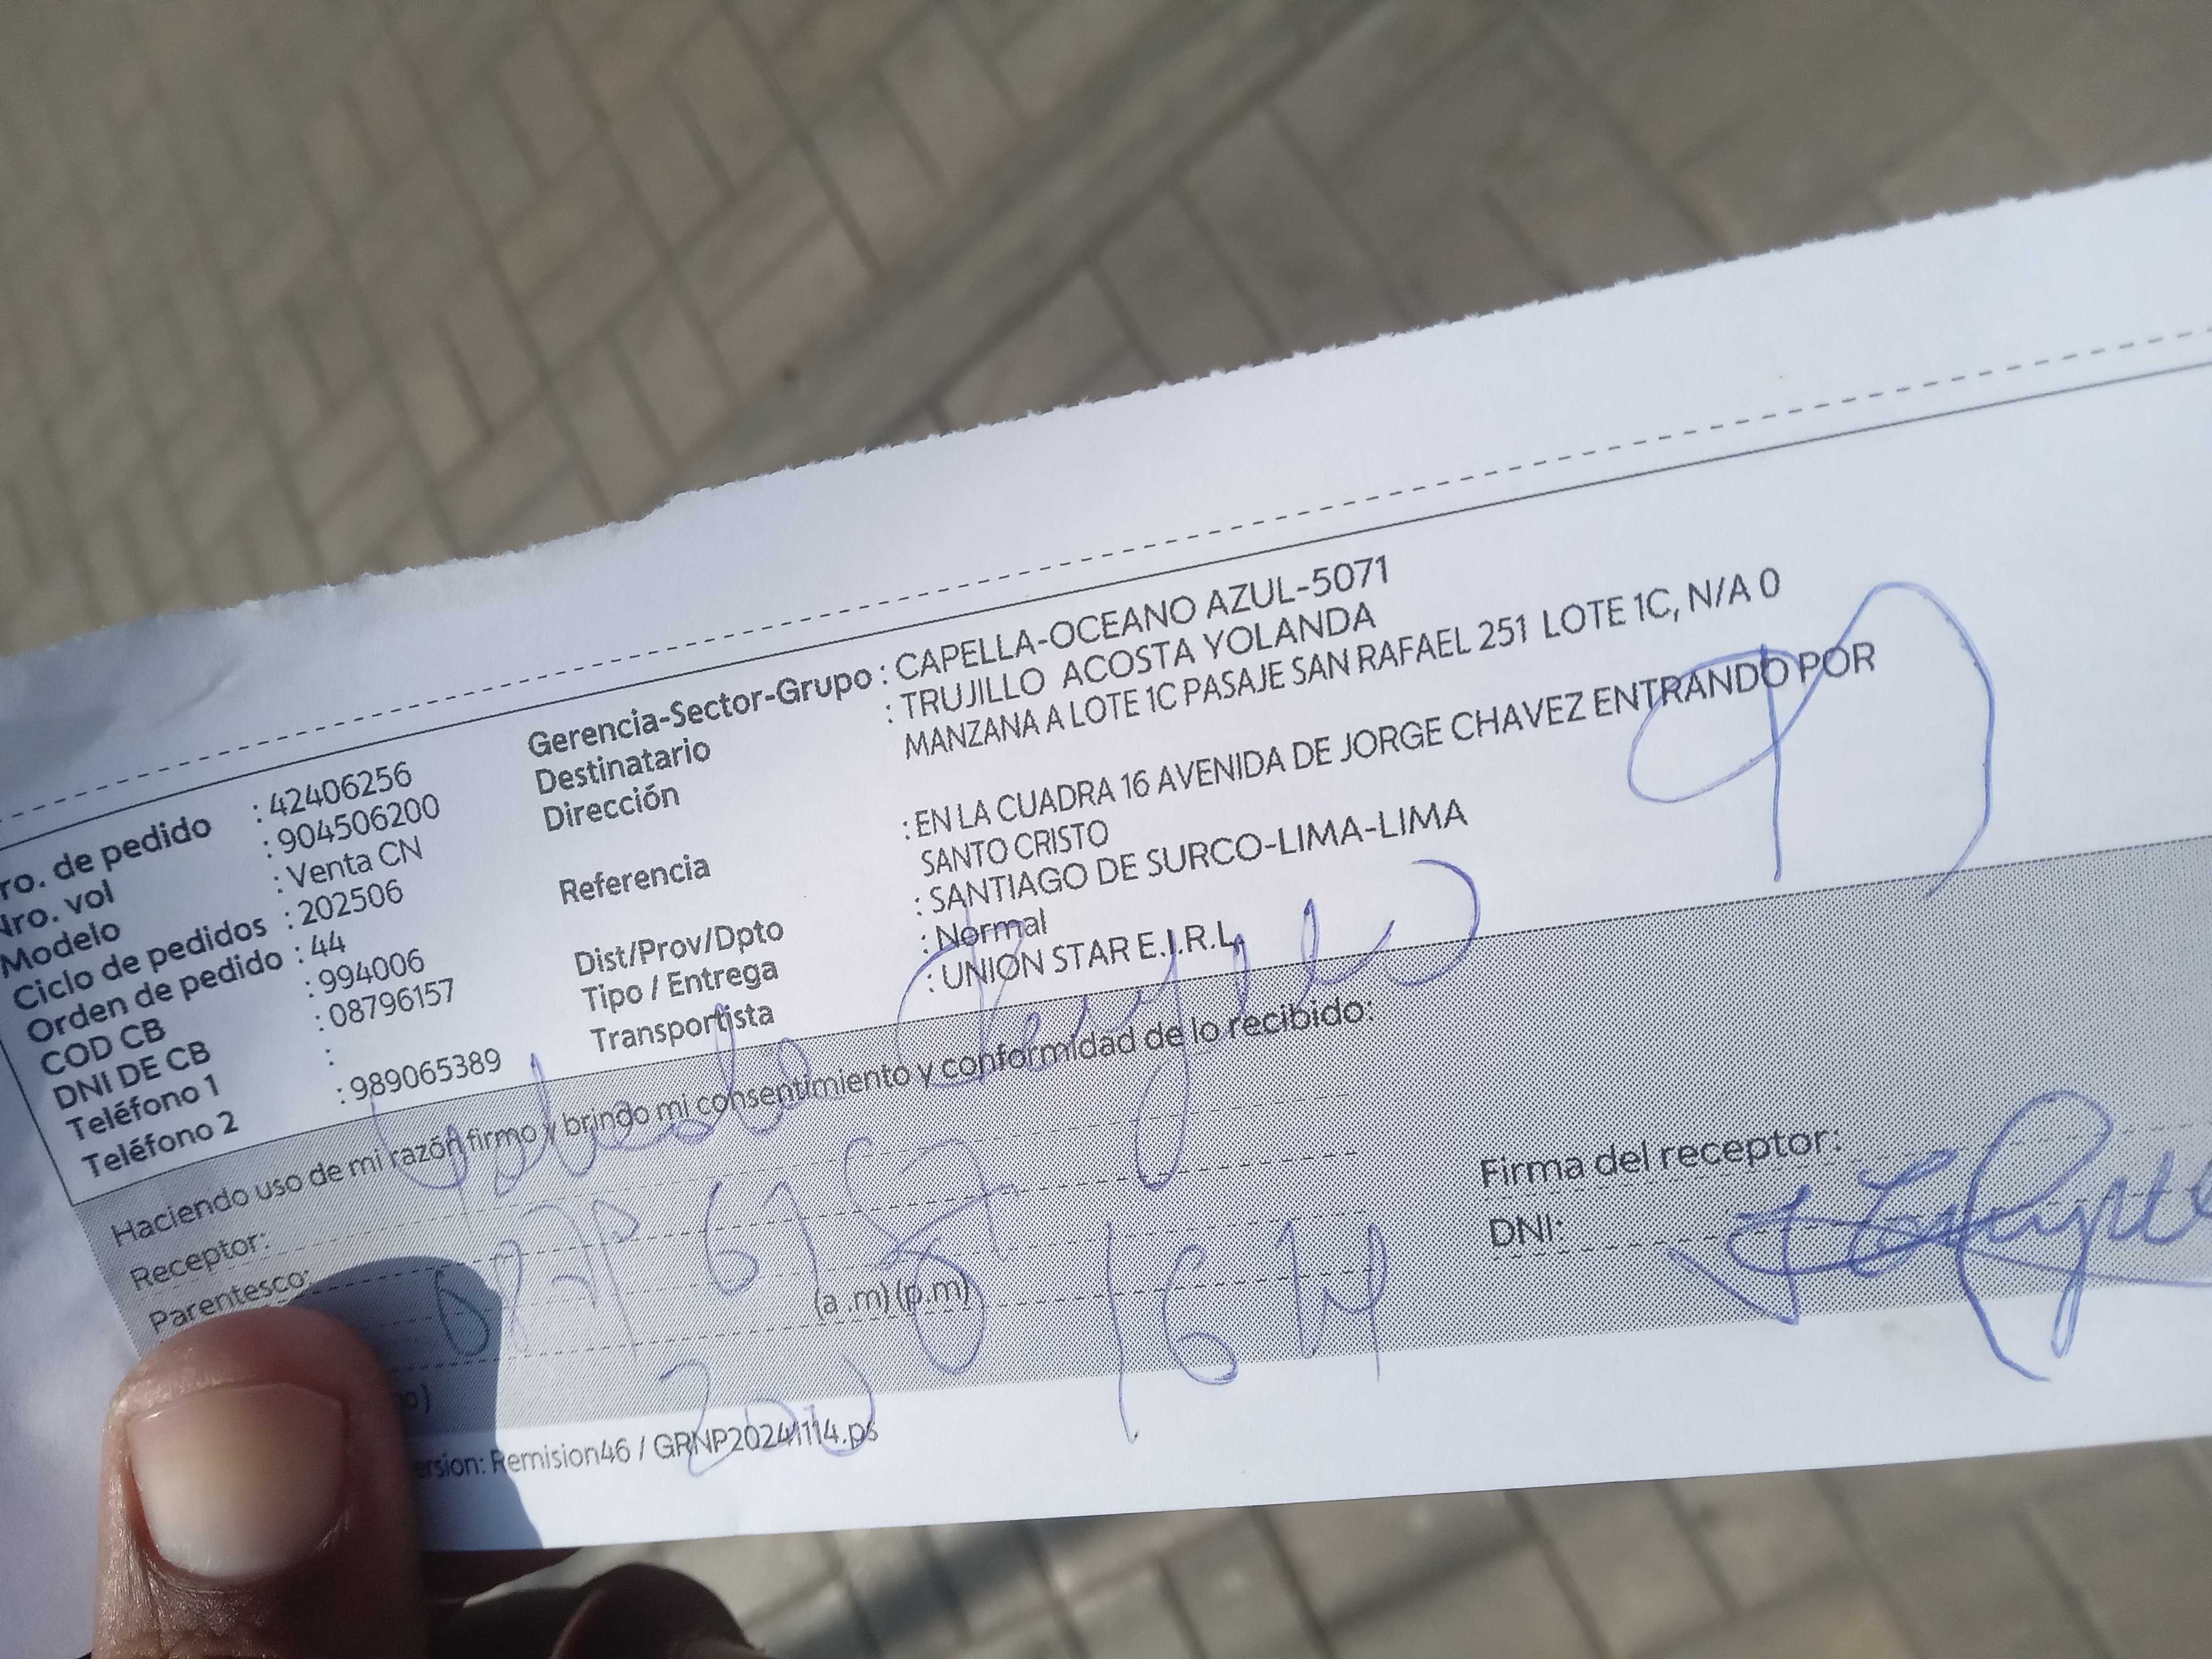 ro. de pedido : 42406256
Nro. vol : 904506200
Modelo : Venta CN
Ciclo de pedidos : 202506
Orden de pedido : 44
COD CB : 994006
DNI DE CB : 08796157
Teléfono 1 :
Teléfono 2 : 989065389
Gerencia-Sector-Grupo : CAPELLA-OCEANO AZUL-5071
Destinatario : TRUJILLO ACOSTA YOLANDA
Dirección MANZANA A LOTE 1C PASAJE SAN RAFAEL 251 LOTE 1C, N/A 0
Referencia : EN LA CUADRA 16 AVENIDA DE JORGE CHAVEZ ENTRANDO POR
SANTO CRISTO
Dist/Prov/Dpto : SANTIAGO DE SURCO-LIMA-LIMA
Tipo / Entrega : Normal
Transportista : UNION STAR E.I.R.L.
Haciendo uso de mi razón firmo y brindo mi consentimiento y conformidad de lo recibido:
Receptor:
Parentesco:
(a .m) (p.m)
Firma del receptor:
DNI:
ersion: Remision46 / GRNP20241114.ps